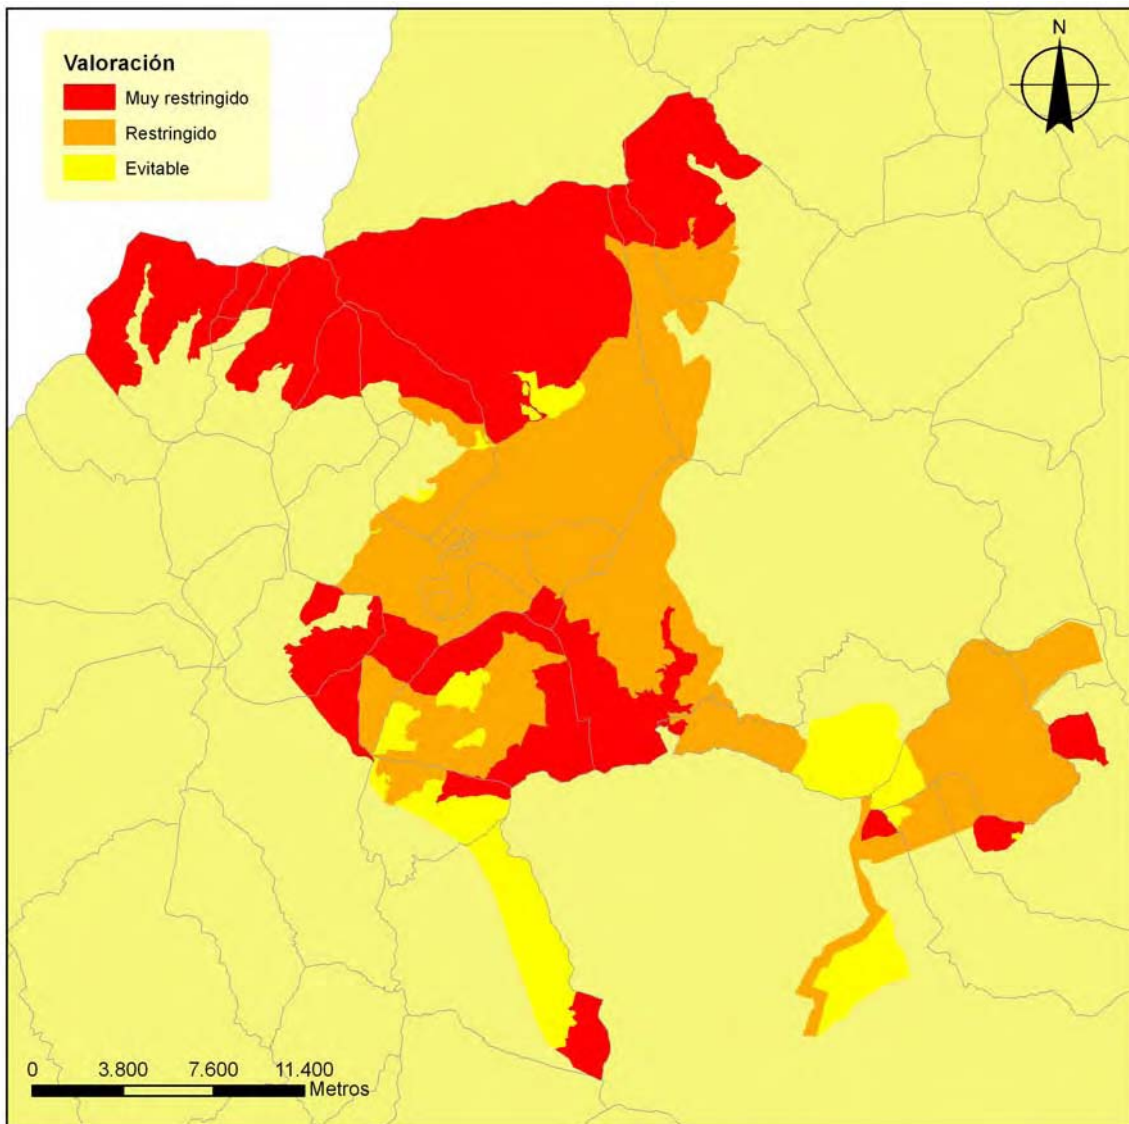 Valoración
Muy restringido
Restringido
Evitable
N
0 3.800 7.600 11.400
Metros